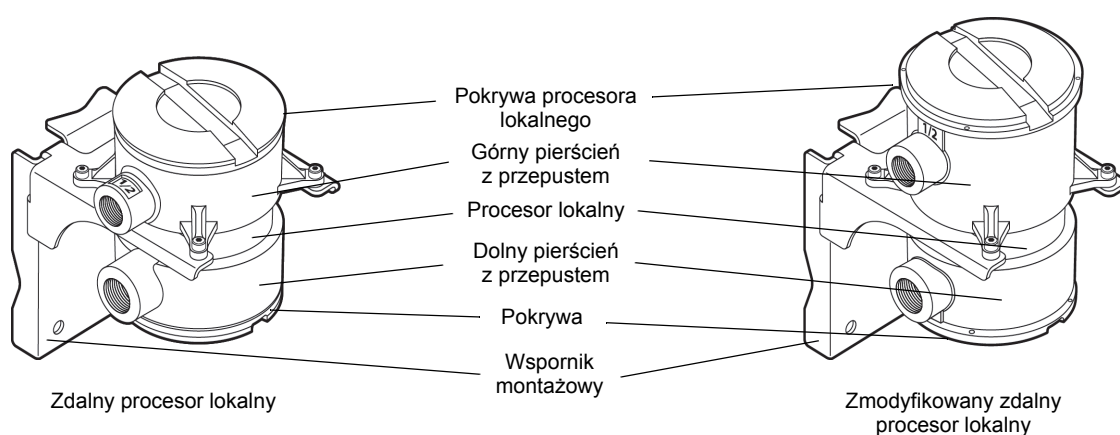 Pokrywa procesora
lokalnego
Górny pierścień
z przepustem
Procesor lokalny
Dolny pierścień
z przepustem
Pokrywa
Wspornik
montażowy
1/2
1/2
Zdalny procesor lokalny
Zmodyfikowany zdalny
procesor lokalny